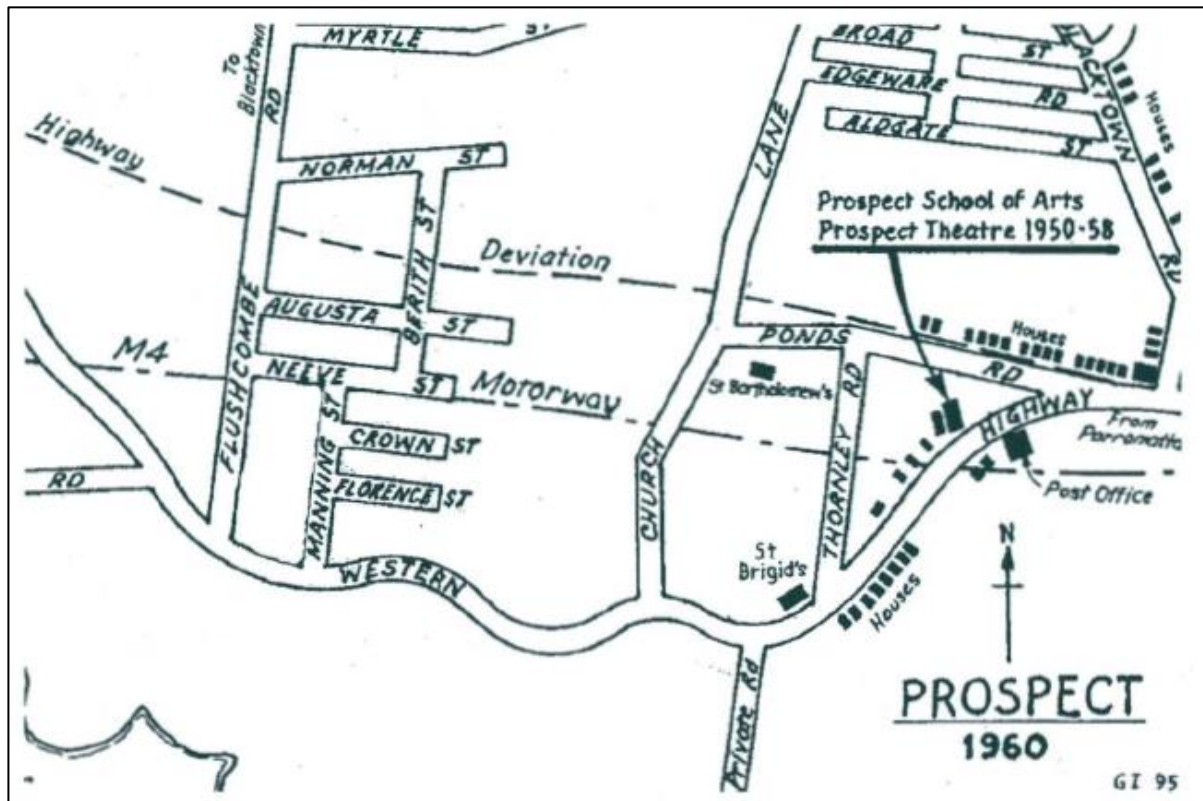 MYRTLE ST
To Blacktown
RD
BROAD ST
EDGEWARE RD
ALDGATE ST
BLACKTOWN RD
Houses
Highway
Deviation
NORMAN ST
BERITH ST
LANE
Prospect School of Arts
Prospect Theatre 1950-58
AUGUSTA ST
FLUSHCOMBE
M4
Motorway
NEEVE ST
PONDS RD
Houses
St Bartholomew's
THORNLEY RD
HIGHWAY
From
Parramatta
MANNING ST
CROWN ST
FLORENCE ST
CHURCH
RD
Post Office
WESTERN
St
Brigid's
Houses
N
Private Rd
PROSPECT
1960
GI 95